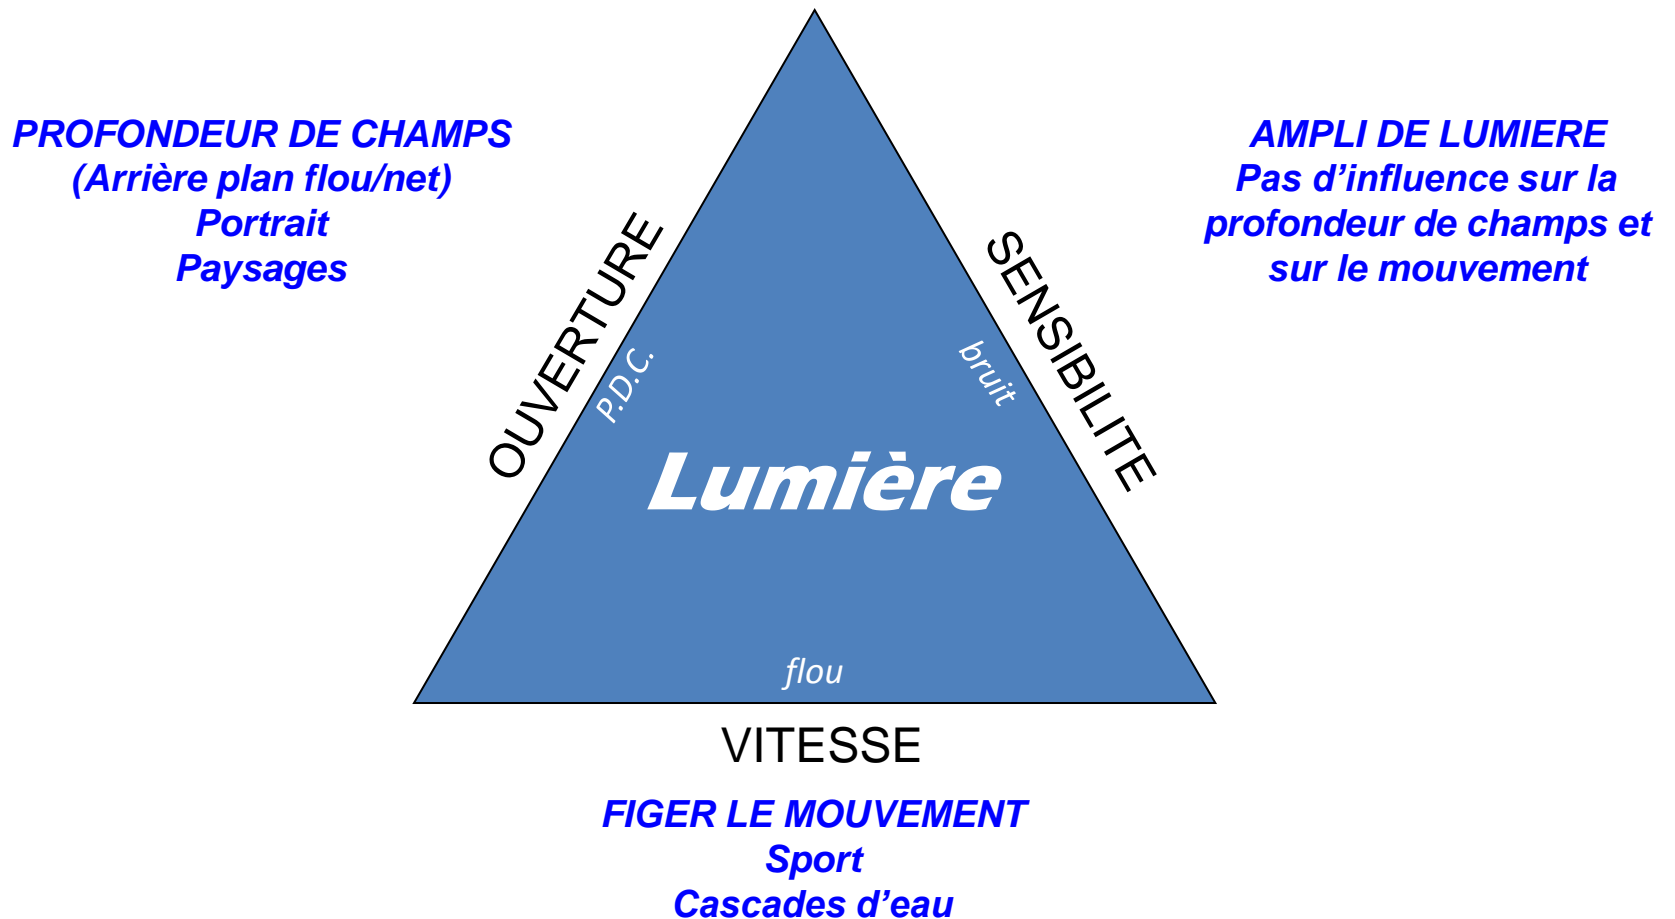 PROFONDEUR DE CHAMPS
(Arrière plan flou/net)
Portrait
Paysages
AMPLI DE LUMIERE
Pas d’influence sur la
profondeur de champs et
sur le mouvement
OUVERTURE
P.D.C.
bruit
SENSIBILITE
Lumière
flou
VITESSE
FIGER LE MOUVEMENT
Sport
Cascades d’eau